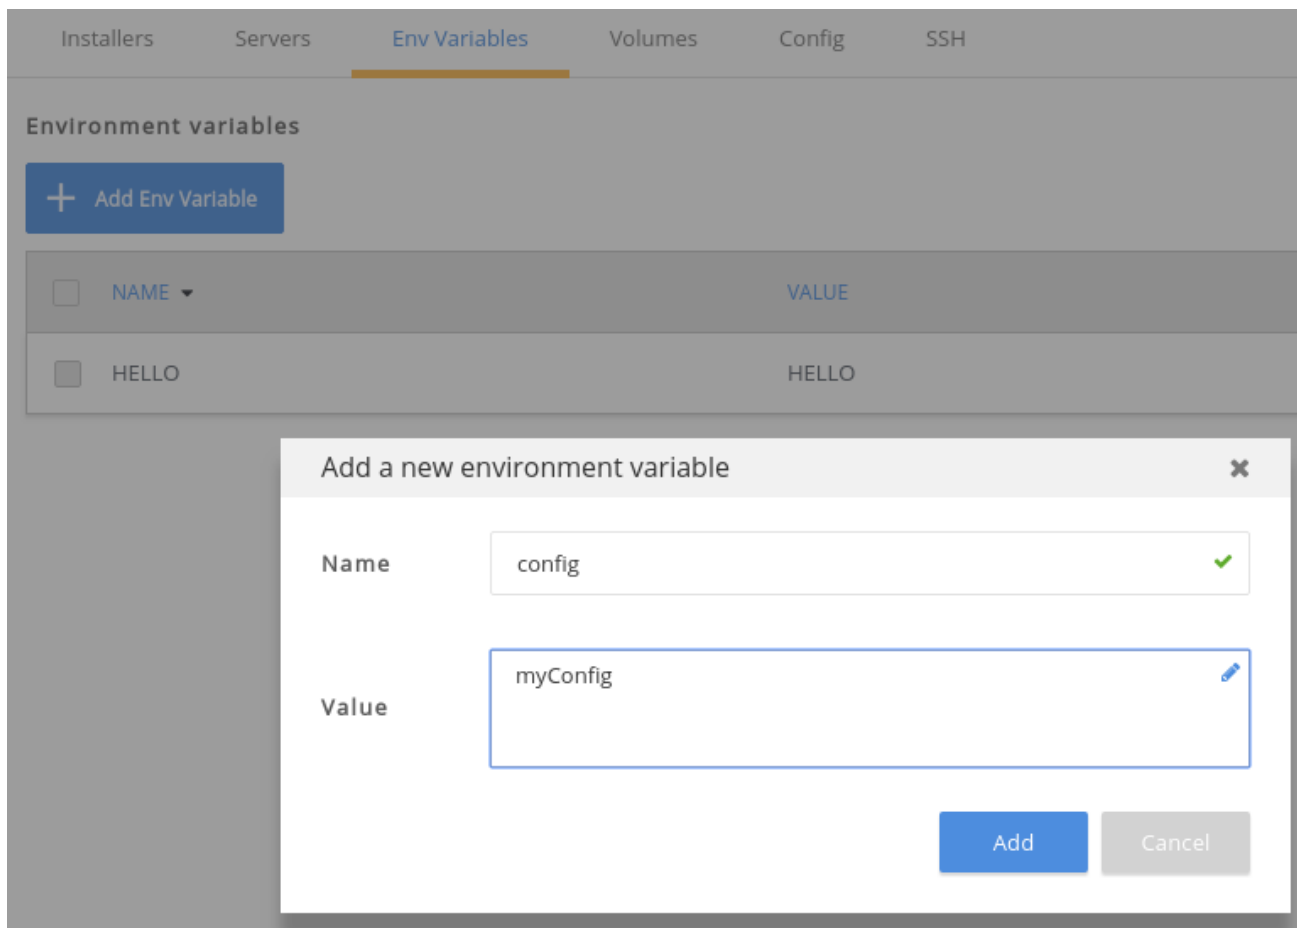 Installers Servers Env Variables Volumes Config SSH
Environment variables
Add Env Variable
NAME VALUE
HELLO HELLO
Add a new environment variable
Name config
Value myConfig
Add Cancel